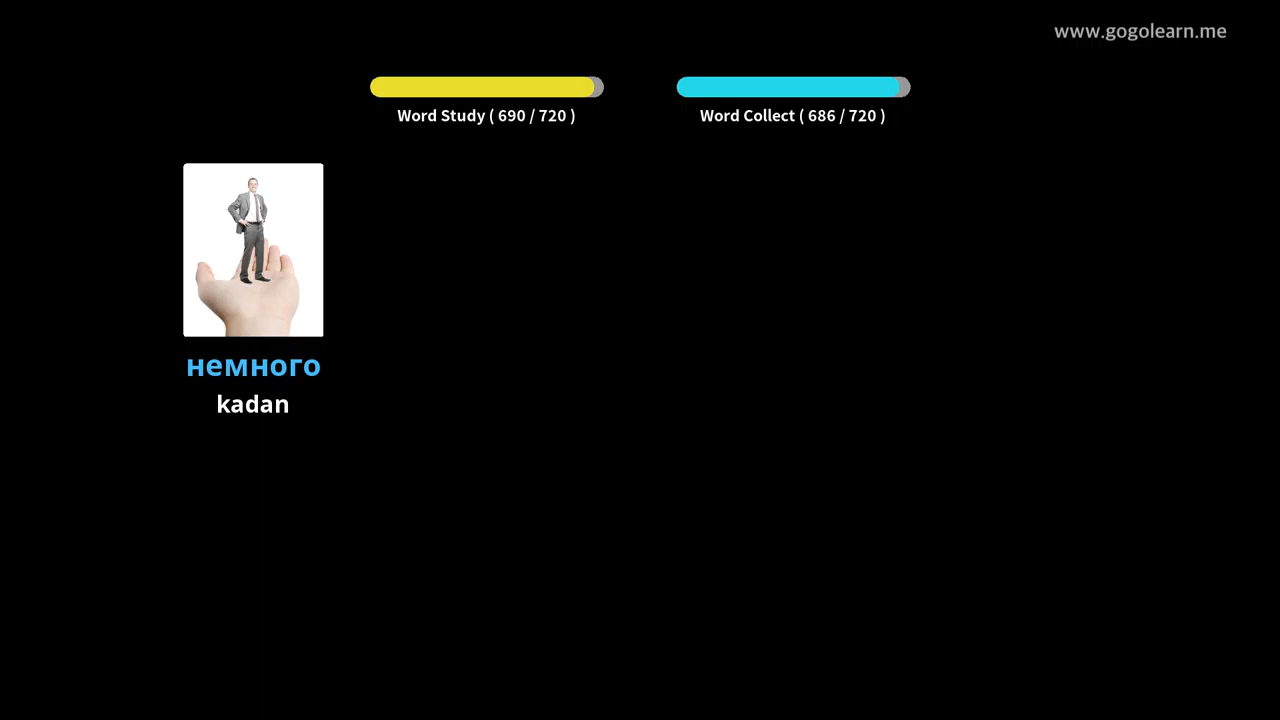 www.gogolearn.me
Word Study ( 690 / 720 )
Word Collect ( 686 / 720 )
немного
kadan